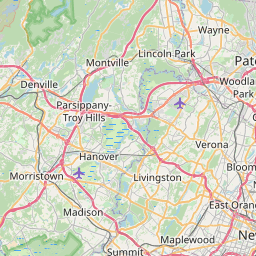 Wayne
Lincoln Park
Pate
Montville
Woodla
Park
Denville
Parsippany-
Troy Hills
Verona
Hanover
Bloom
Morristown
Livingston
East Orang
Madison
New
Maplewood
Summit